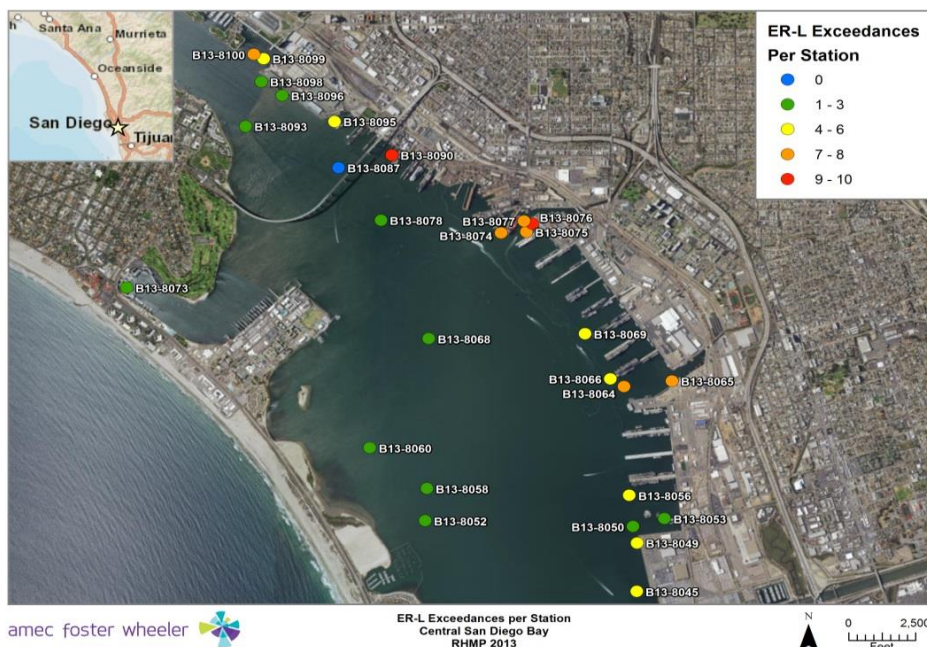 h
Santa Ana
Murrieta
Oceanside
San Diego
Tijuan
ER-L Exceedances
Per Station
0
1 - 3
4 - 6
7 - 8
9 - 10
B13-8100
B13-8099
B13-8098
B13-8096
B13-8093
B13-8095
B13-8090
B13-8087
B13-8078
B13-8077
B13-8076
B13-8074
B13-8075
B13-8073
B13-8069
B13-8068
B13-8066
B13-8065
B13-8064
B13-8060
B13-8058
B13-8056
B13-8052
B13-8053
B13-8050
B13-8049
B13-8045
amec foster wheeler
ER-L Exceedances per Station
Central San Diego Bay
RHMP 2013
N
0 2,500
Feet